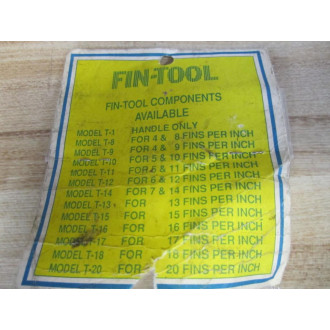 FIN-TOOL
FIN-TOOL COMPONENTS
AVAILABLE
MODEL T-1 HANDLE ONLY
MODEL T-8 FOR 4 & 8 FINS PER INCH
MODEL T-9 FOR 4 & 9 FINS PER INCH
MODEL T-10 FOR 5 & 10 FINS PER INCH
MODEL T-11 FOR 6 & 11 FINS PER INCH
MODEL T-12 FOR 6 & 12 FINS PER INCH
MODEL T-14 FOR 7 & 14 FINS PER INCH
MODEL T-13 FOR 13 FINS PER INCH
MODEL T-15 FOR 15 FINS PER INCH
MODEL T-16 FOR 16 FINS PER INCH
MODEL T-17 FOR 17 FINS PER INCH
MODEL T-18 FOR 18 FINS PER INCH
MODEL T-20 FOR 20 FINS PER INCH